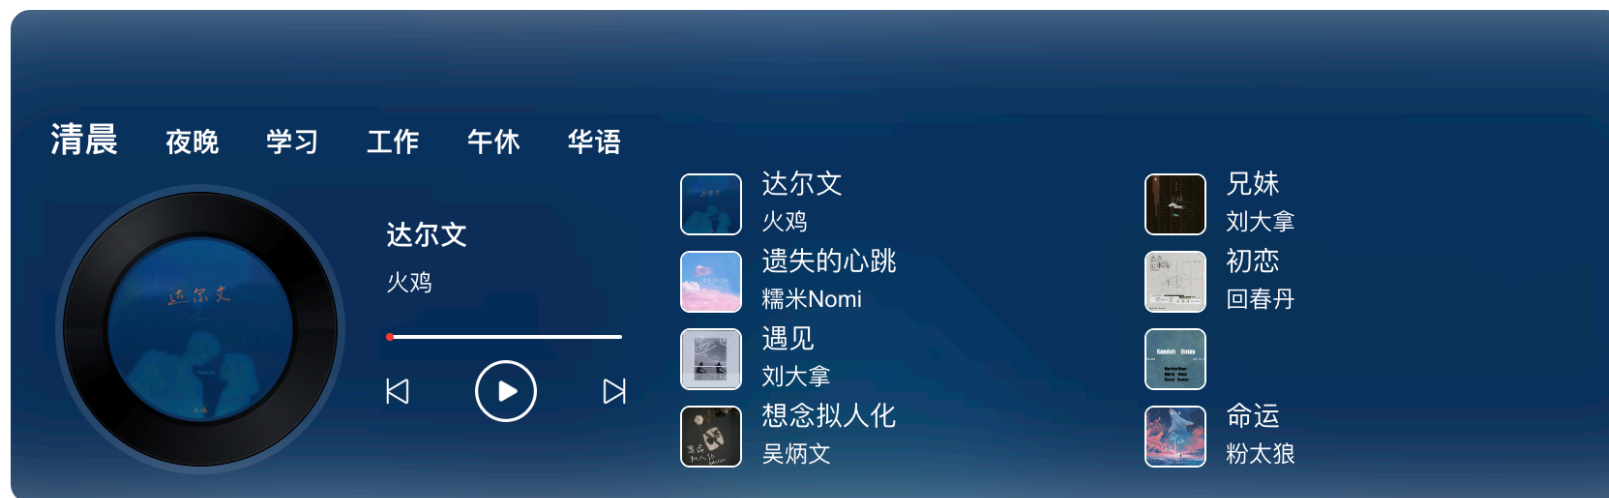 清晨 夜晚 学习 工作 午休 华语
达尔文
达尔文
火鸡
达尔文
火鸡
遗失的心跳
糯米Nomi
遇见
刘大拿
想念拟人化
吴炳文
兄妹
刘大拿
初恋
回春丹
命运
粉太狼